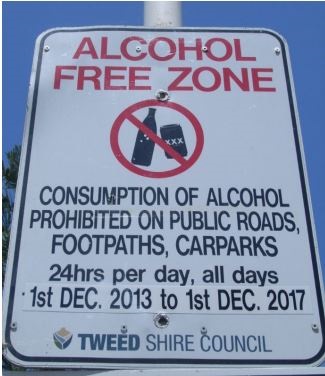 ALCOHOL
FREE ZONE
XXX
CONSUMPTION OF ALCOHOL
PROHIBITED ON PUBLIC ROADS,
FOOTPATHS, CARPARKS
24hrs per day, all days
1st DEC. 2013 to 1st DEC. 2017
TWEED SHIRE COUNCIL